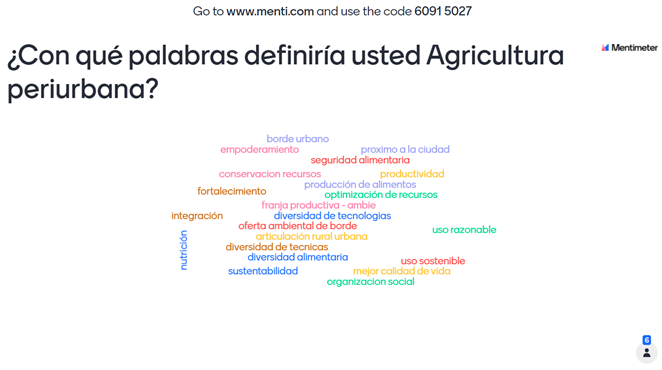 Go to www.menti.com and use the code 6091 5027
Mentimeter
¿Con qué palabras definiría usted Agricultura
periurbana?
borde urbano
empoderamiento
proximo a la ciudad
seguridad alimentaria
conservacion recursos
productividad
producción de alimentos
fortalecimiento
optimización de recursos
franja productiva - ambie
integración
diversidad de tecnologias
oferta ambiental de borde
uso razonable
articulación rural urbana
diversidad de tecnicas
nutrición
diversidad alimentaria
uso sostenible
sustentabilidad
mejor calidad de vida
organizacion social
6